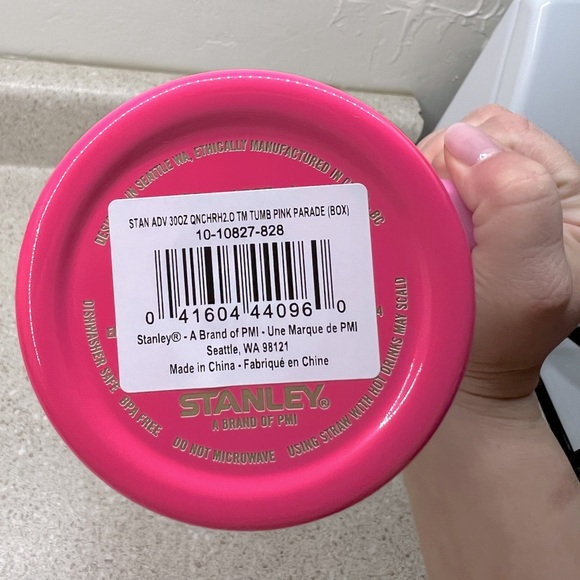 IN SEATTLE WA, ETHICALLY MANUFACTURED IN
STAN ADV 30OZ QNCHRH2.O TM TUMB PINK PARADE (BOX)
10-10827-828
0 41604 44096 0
Stanley® - A Brand of PMI - Une Marque de PMI
Seattle, WA 98121
Made in China - Fabriqué en Chine
STANLEY®
A BRAND OF PMI
DISHWASHER SAFE BPA FREE DO NOT MICROWAVE USING STRAW WITH HOT DRINKS MAY SCALD